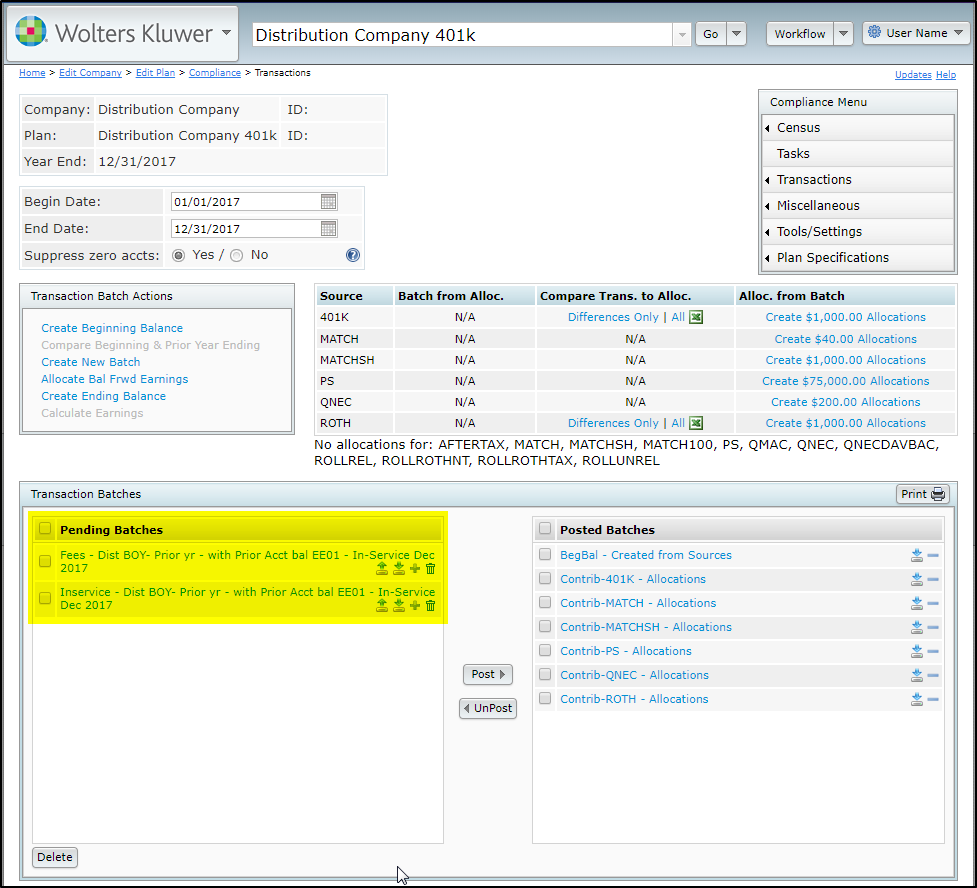 Wolters Kluwer
Distribution Company 401k
Go
Workflow
User Name
Home > Edit Company > Edit Plan > Compliance > Transactions
Updates Help
Company: Distribution Company ID:
Plan: Distribution Company 401k ID:
Year End: 12/31/2017
Compliance Menu
Census
Tasks
Transactions
Miscellaneous
Tools/Settings
Plan Specifications
Begin Date: 01/01/2017
End Date: 12/31/2017
Suppress zero accts: Yes / No
Transaction Batch Actions
Create Beginning Balance
Compare Beginning & Prior Year Ending
Create New Batch
Allocate Bal Frwd Earnings
Create Ending Balance
Calculate Earnings
Source Batch from Alloc. Compare Trans. to Alloc. Alloc. from Batch
401K N/A Differences Only | All Create $1,000.00 Allocations
MATCH N/A N/A Create $40.00 Allocations
MATCHSH N/A N/A Create $1,000.00 Allocations
PS N/A N/A Create $75,000.00 Allocations
QNEC N/A N/A Create $200.00 Allocations
ROTH N/A Differences Only | All Create $1,000.00 Allocations
No allocations for: AFTERTAX, MATCH, MATCHSH, MATCH100, PS, QMAC, QNEC, QNECDAVBAC,
ROLLREL, ROLLROTHNT, ROLLROTHTAX, ROLLUNREL
Transaction Batches
Print
Pending Batches
Fees - Dist BOY- Prior yr - with Prior Acct bal EE01 - In-Service Dec
2017
Inservice - Dist BOY- Prior yr - with Prior Acct bal EE01 - In-Service
Dec 2017
Post
UnPost
Posted Batches
BegBal - Created from Sources
Contrib-401K - Allocations
Contrib-MATCH - Allocations
Contrib-MATCHSH - Allocations
Contrib-PS - Allocations
Contrib-QNEC - Allocations
Contrib-ROTH - Allocations
Delete